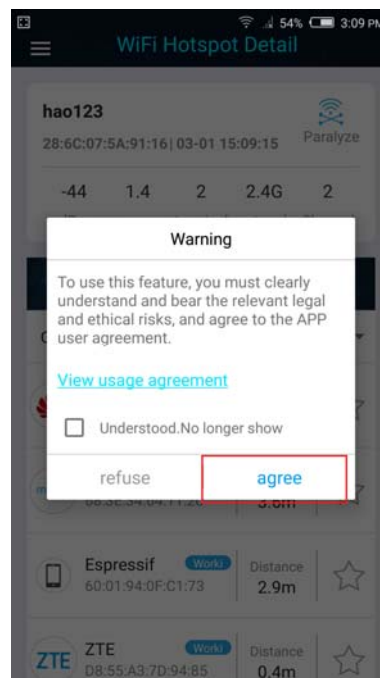 54% 3:09 PM
WiFi Hotspot Detail
hao123
28:6C:07:5A:91:16| 03-01 15:09:15 Paralyze
-44 1.4 2 2.4G 2
Warning
To use this feature, you must clearly
understand and bear the relevant legal
and ethical risks, and agree to the APP
user agreement.
View usage agreement
Understood.No longer show
refuse agree
3.6m
Espressif Worki Distance
60:01:94:0F:C1:73 2.9m
ZTE ZTE Worki Distance
D8:55:A3:7D:94:85 0.4m